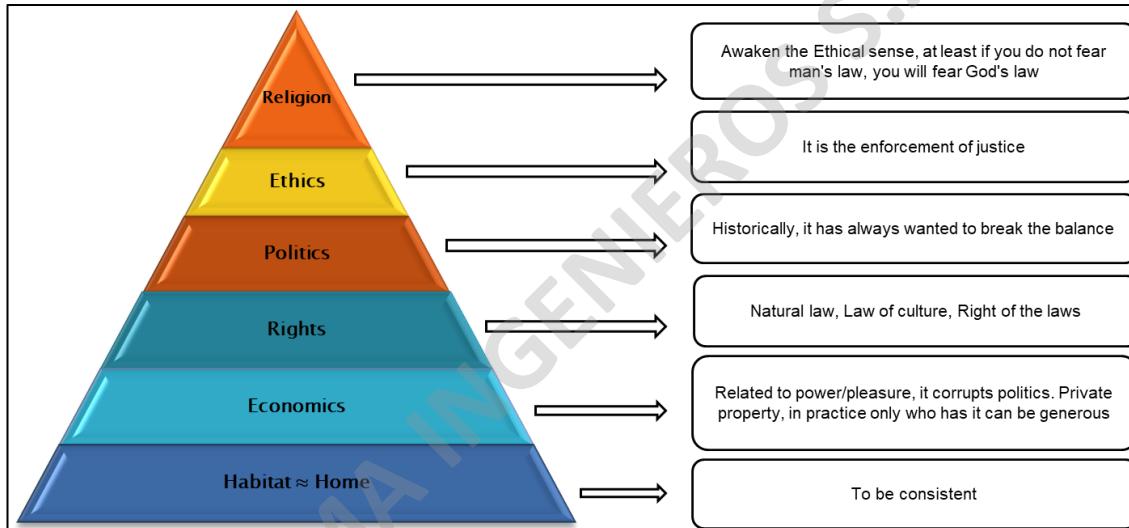 Religion
Awaken the Ethical sense, at least if you do not fear
man's law, you will fear God's law
Ethics
It is the enforcement of justice
Politics
Historically, it has always wanted to break the balance
Rights
Natural law, Law of culture, Right of the laws
Economics
Related to power/pleasure, it corrupts politics. Private
property, in practice only who has it can be generous
Habitat ≈ Home
To be consistent
MA INGENIEROS S.